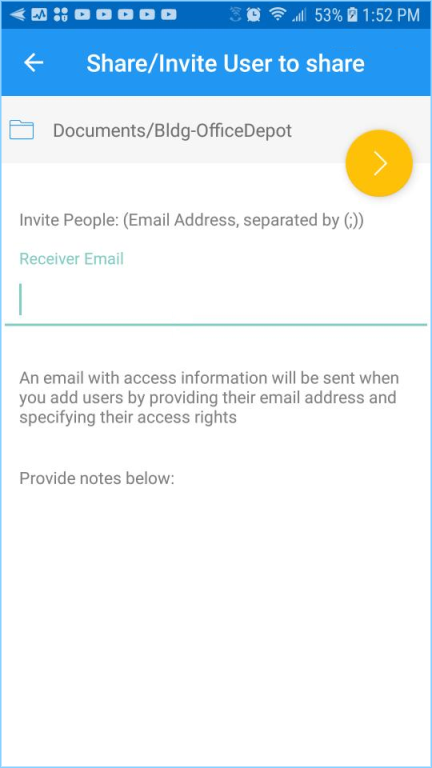 53% 1:52 PM
Share/Invite User to share
Documents/Bldg-OfficeDepot
Invite People: (Email Address, separated by (;))
Receiver Email
An email with access information will be sent when
you add users by providing their email address and
specifying their access rights
Provide notes below: